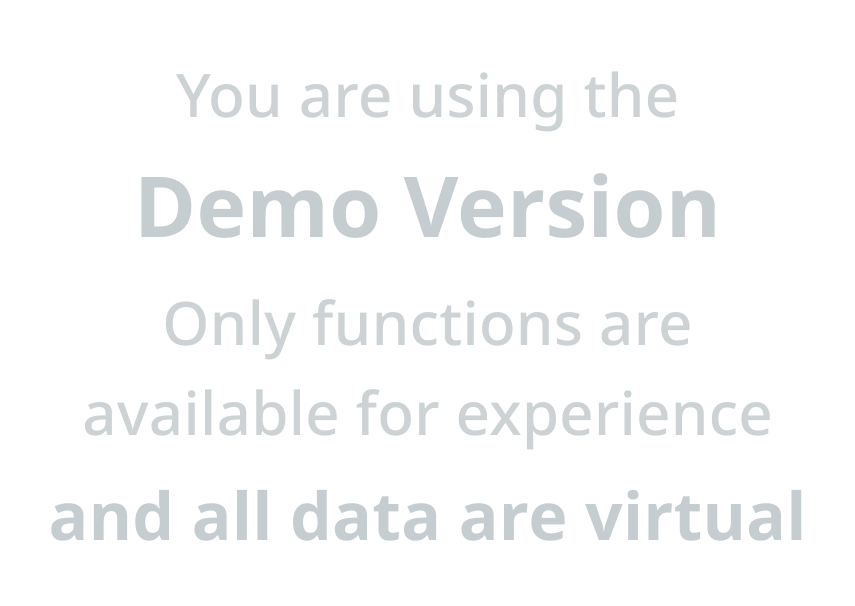 You are using the
Demo Version
Only functions are
available for experience
and all data are virtual